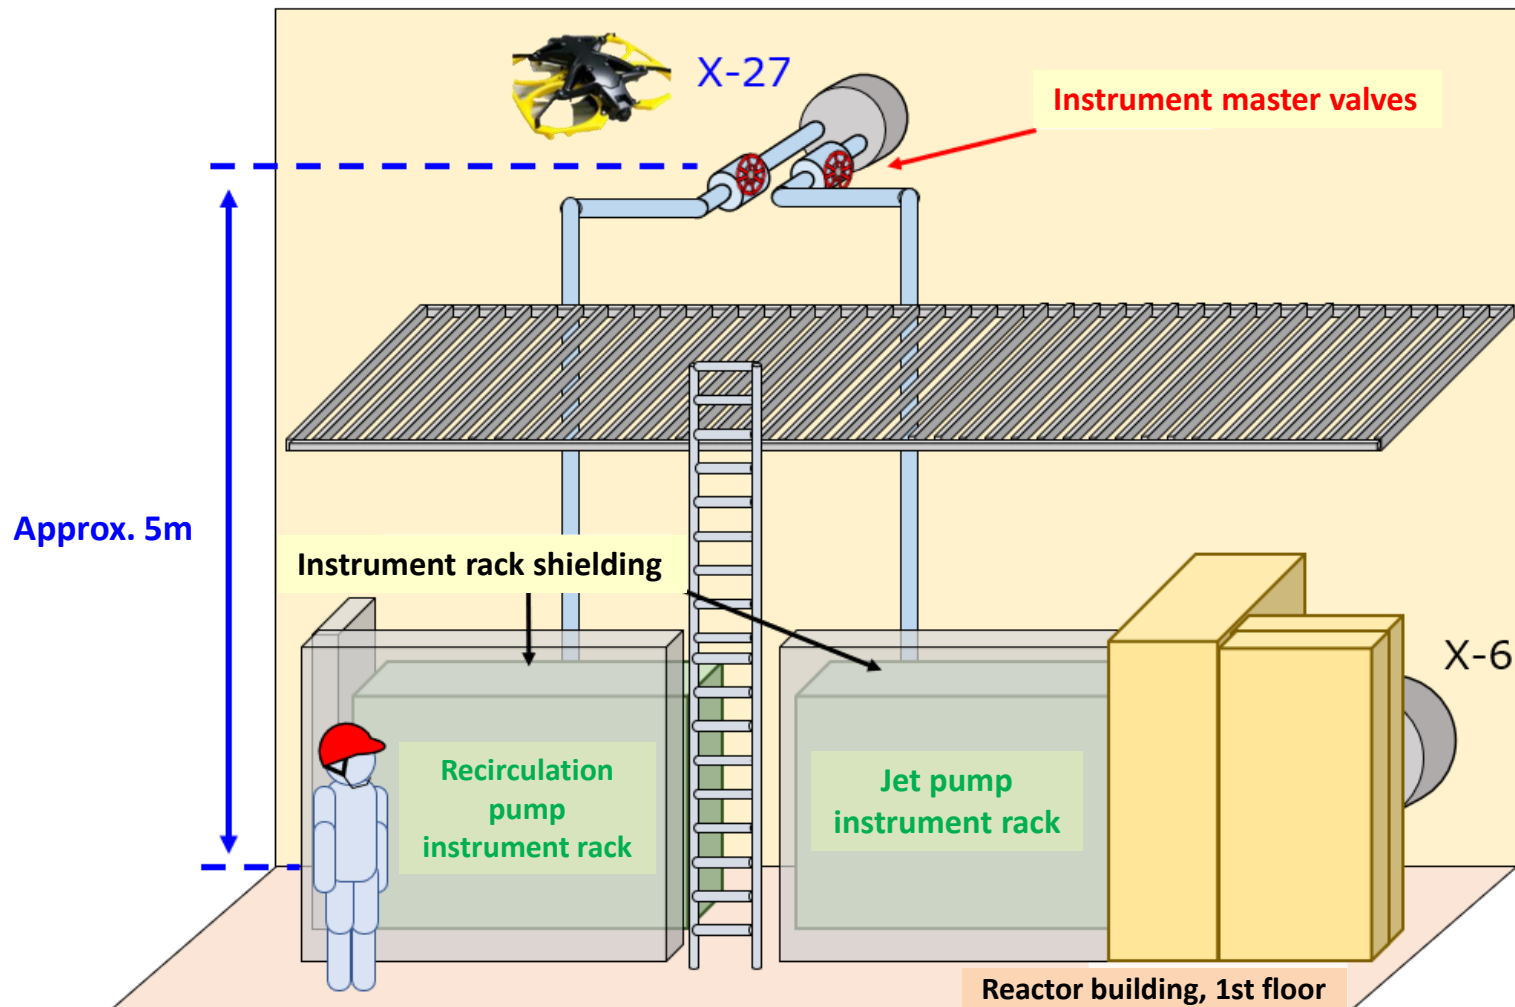 X-27
Instrument master valves
Approx. 5m
Instrument rack shielding
X-6
Recirculation
pump
instrument rack
Jet pump
instrument rack
Reactor building, 1st floor